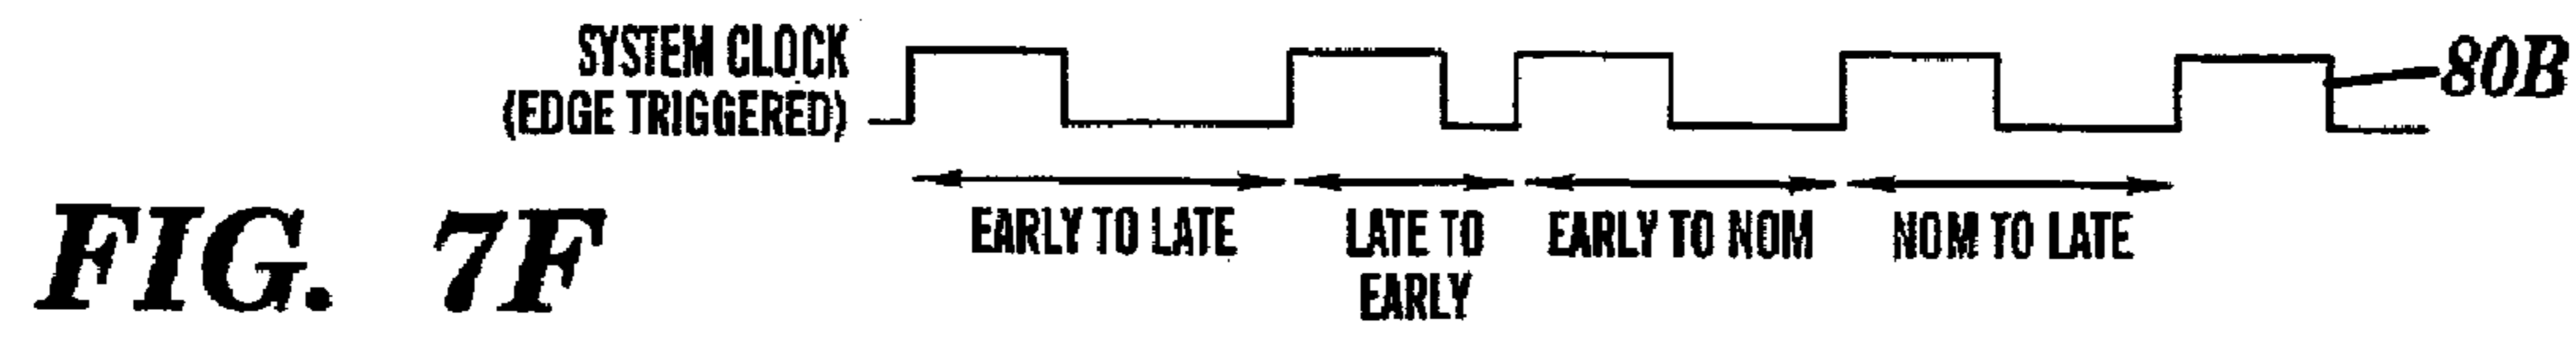 SYSTEM CLOCK
(EDGE TRIGGERED)
80B
EARLY TO LATE
LATE TO
EARLY
EARLY TO NOM
NOM TO LATE
FIG. 7F